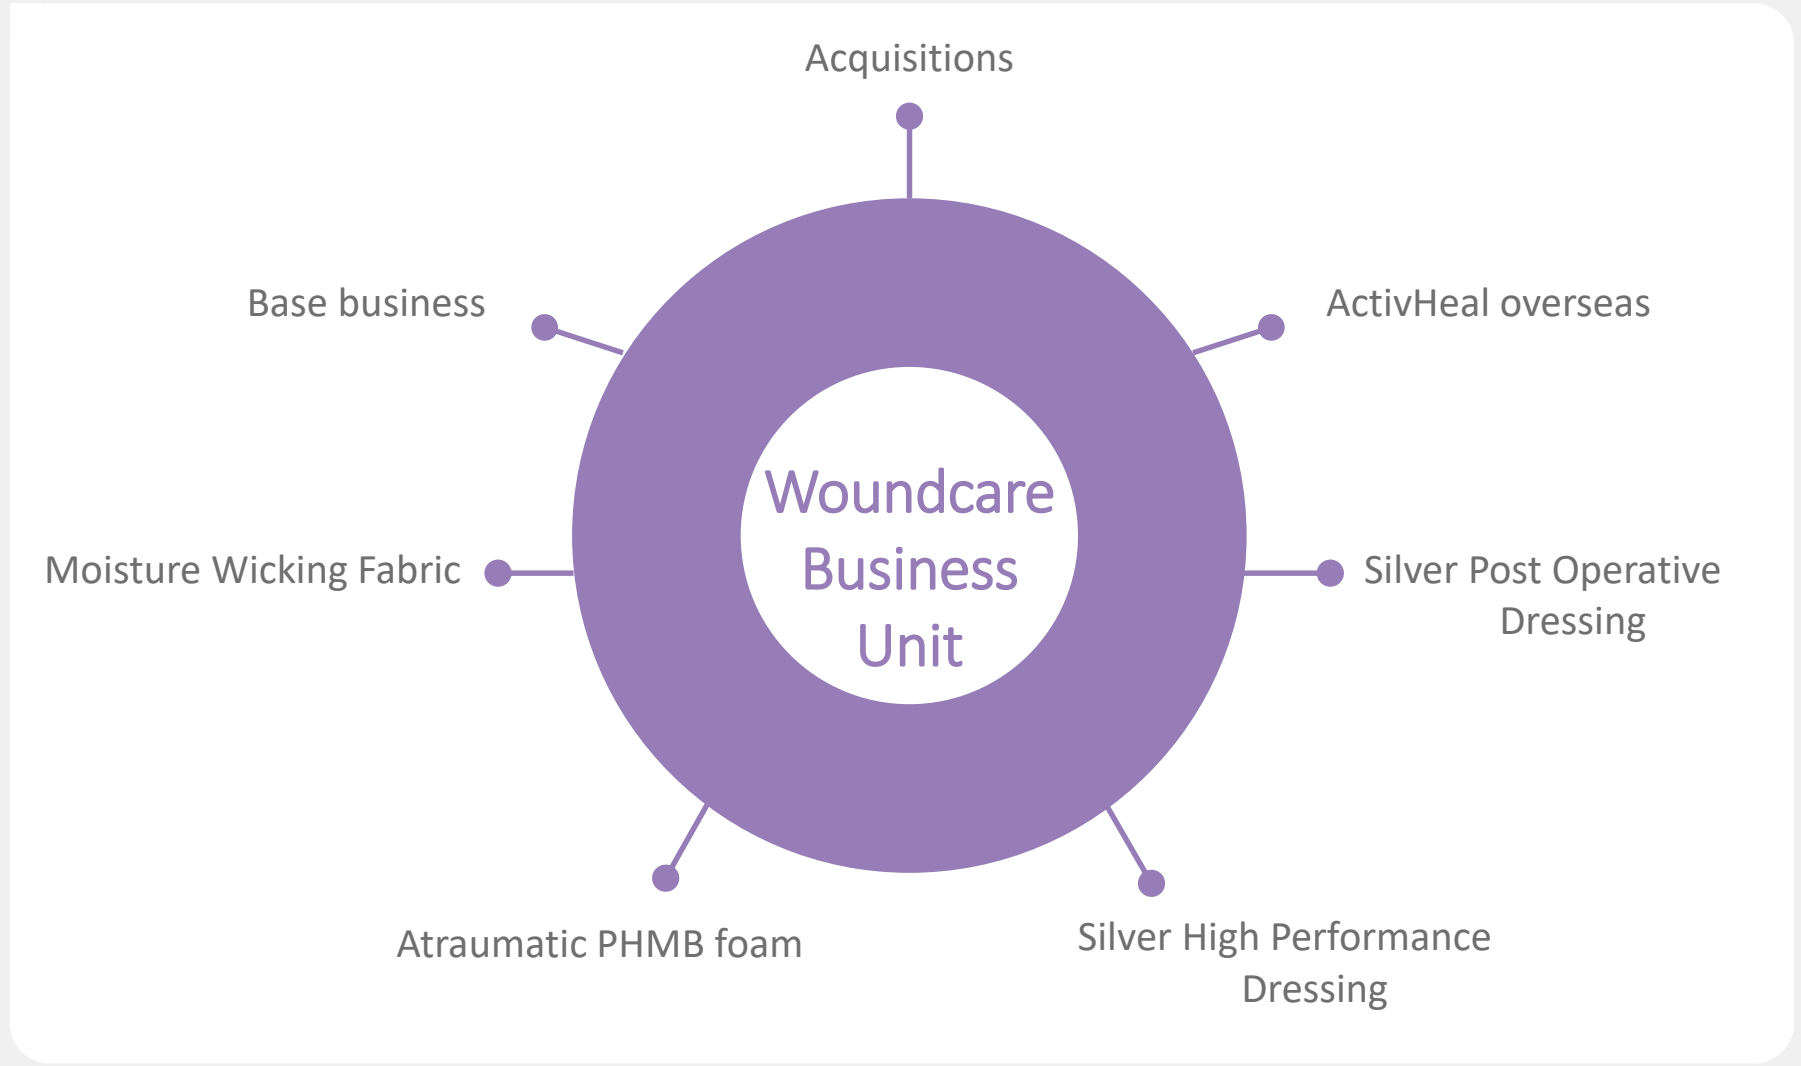 Acquisitions
Base business
ActivHeal overseas
Woundcare
Business
Unit
Moisture Wicking Fabric
Silver Post Operative
Dressing
Atraumatic PHMB foam
Silver High Performance
Dressing